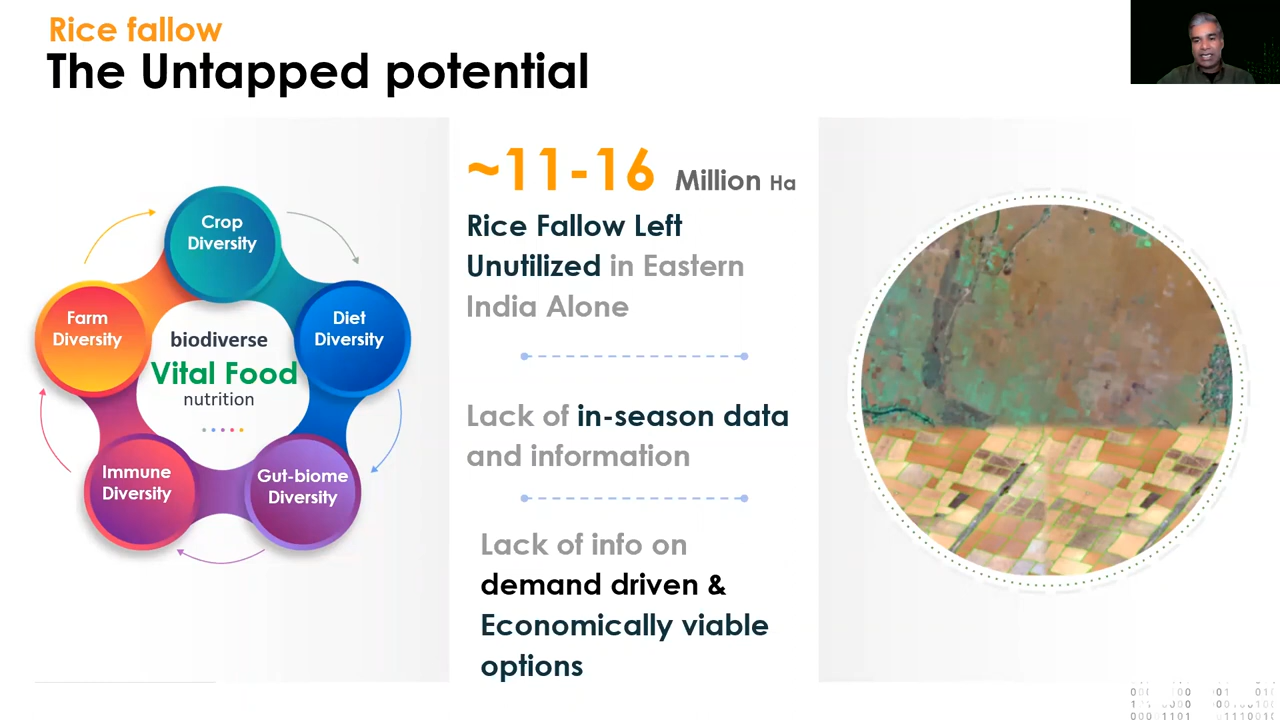 Rice fallow
The Untapped potential
Crop
Diversity
Farm
Diversity
Diet
Diversity
biodiverse
Vital Food
nutrition
Immune
Diversity
Gut-biome
Diversity
~11-16 Million Ha
Rice Fallow Left
Unutilized in Eastern
India Alone
Lack of in-season data
and information
Lack of info on
demand driven &
Economically viable
options